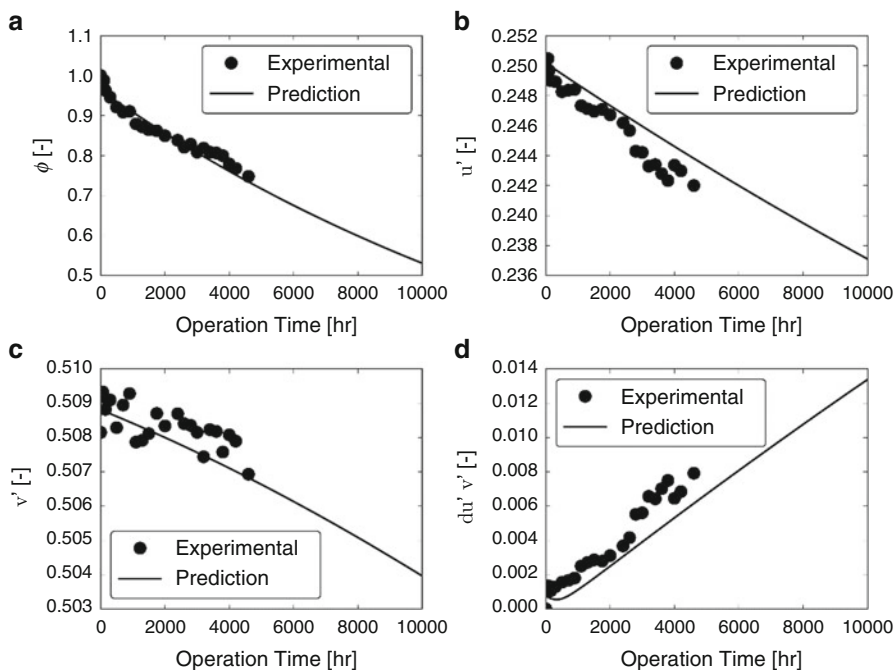 a
1.1
1.0
0.9
0.8
0.7
0.6
0.5
ϕ [-]
Experimental
Prediction
0 2000 4000 6000 8000 10000
Operation Time [hr]
b
0.252
0.250
0.248
0.246
0.244
0.242
0.240
0.238
0.236
u' [-]
Experimental
Prediction
0 2000 4000 6000 8000 10000
Operation Time [hr]
c
0.510
0.509
0.508
0.507
0.506
0.505
0.504
0.503
v' [-]
Experimental
Prediction
0 2000 4000 6000 8000 10000
Operation Time [hr]
d
0.014
0.012
0.010
0.008
0.006
0.004
0.002
0.000
du' v' [-]
Experimental
Prediction
0 2000 4000 6000 8000 10000
Operation Time [hr]